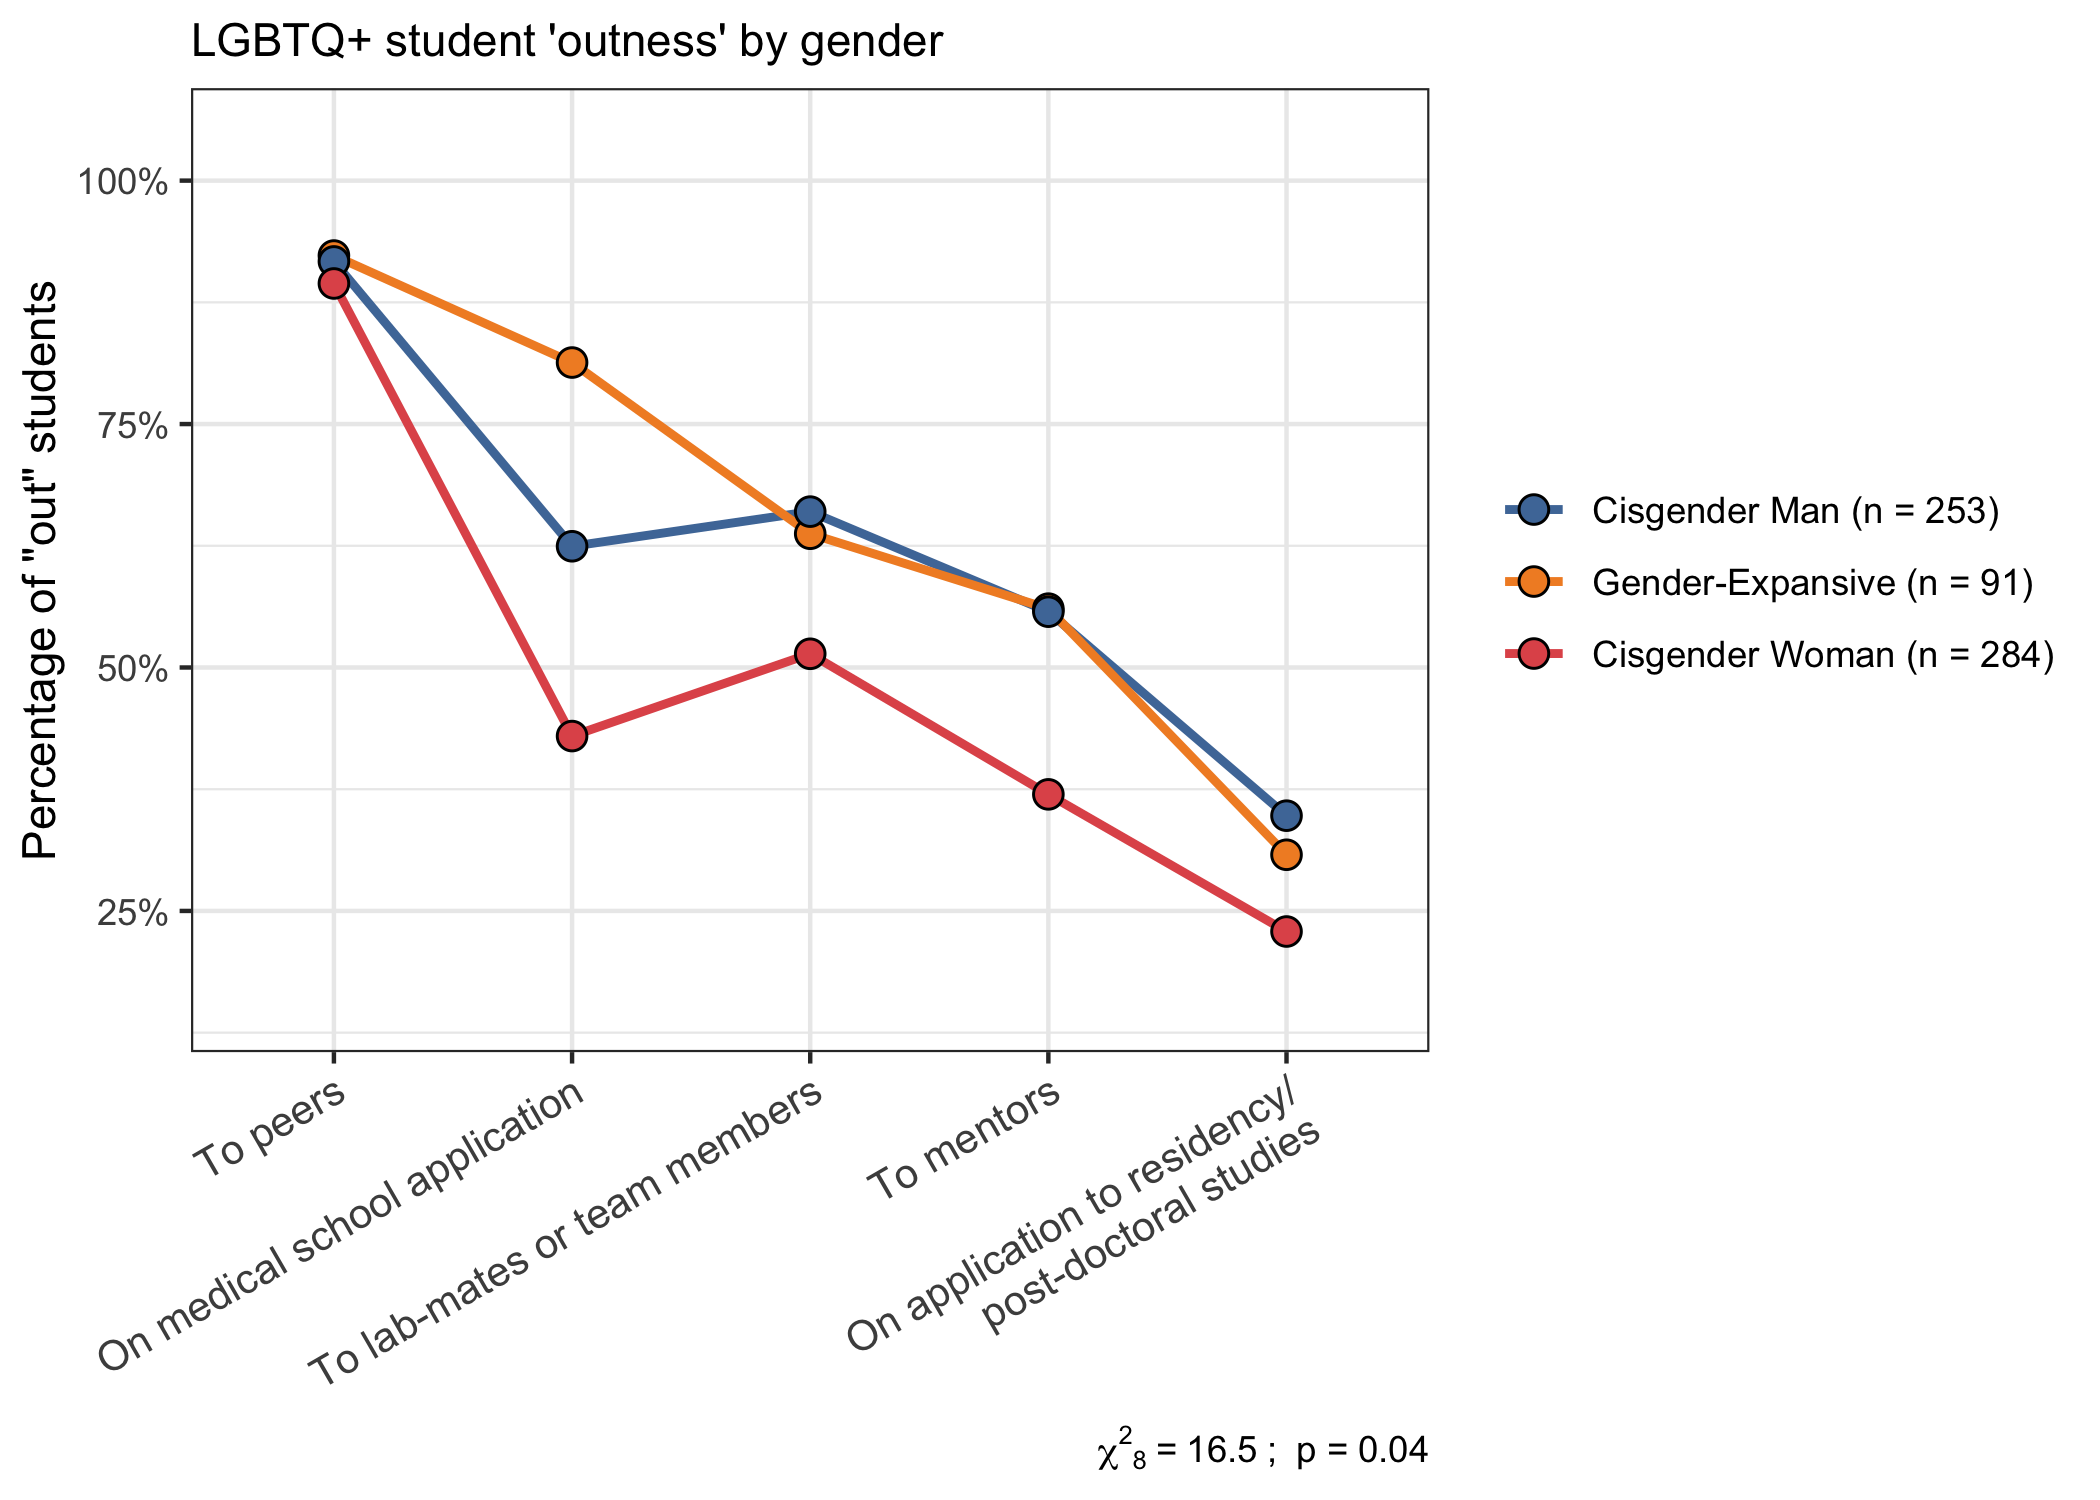 LGBTQ+ student 'outness' by gender
Percentage of "out" students
100%
75%
50%
25%
To peers
On medical school application
To lab-mates or team members
To mentors
On application to residency/
post-doctoral studies
Cisgender Man (n = 253)
Gender-Expansive (n = 91)
Cisgender Woman (n = 284)
χ²₈ = 16.5 ; p = 0.04